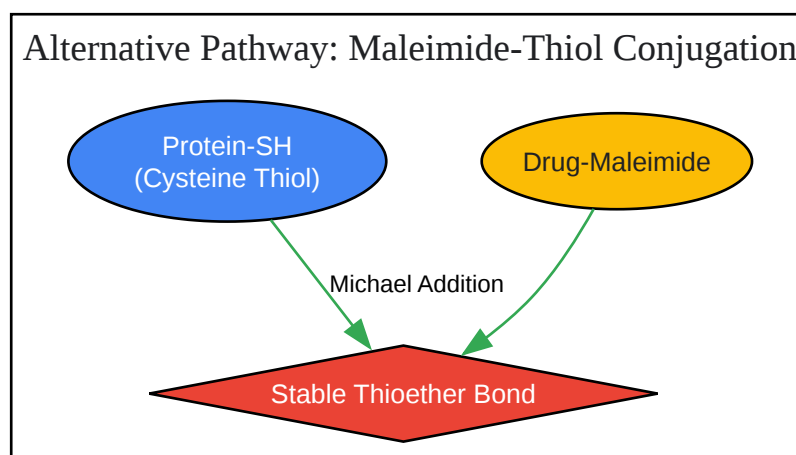 Alternative Pathway: Maleimide-Thiol Conjugation
Protein-SH
(Cysteine Thiol)
Drug-Maleimide
Michael Addition
Stable Thioether Bond